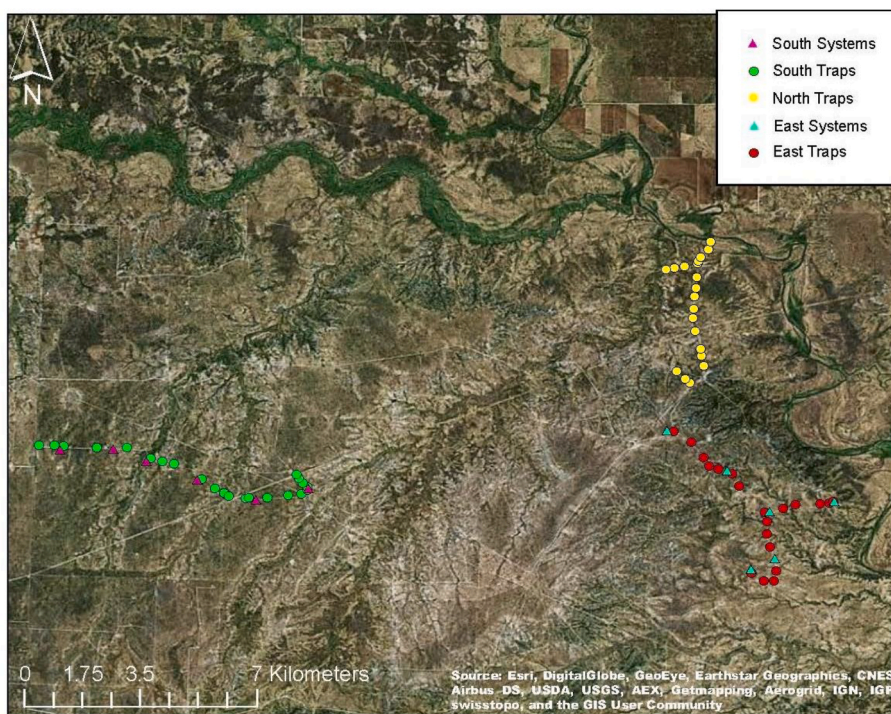 South Systems
South Traps
North Traps
East Systems
East Traps
N
0 1.75 3.5 7 Kilometers
Source: Esri, DigitalGlobe, GeoEye, Earthstar Geographics, CNES
Airbus DS, USDA, USGS, AEX, Getmapping, Aerogrid, IGN, IGP
swisstopo, and the GIS User Community